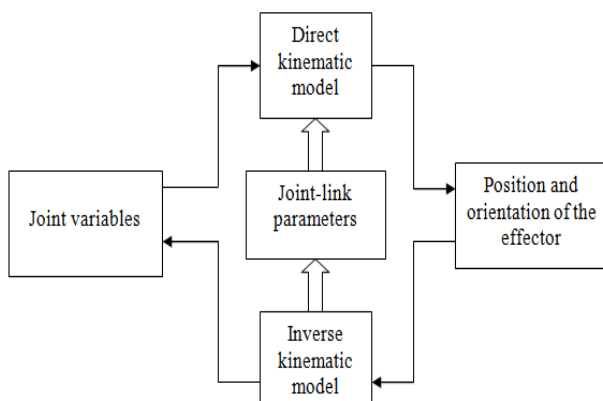 Direct
kinematic
model
Joint variables
Joint-link
parameters
Position and
orientation of the
effector
Inverse
kinematic
model